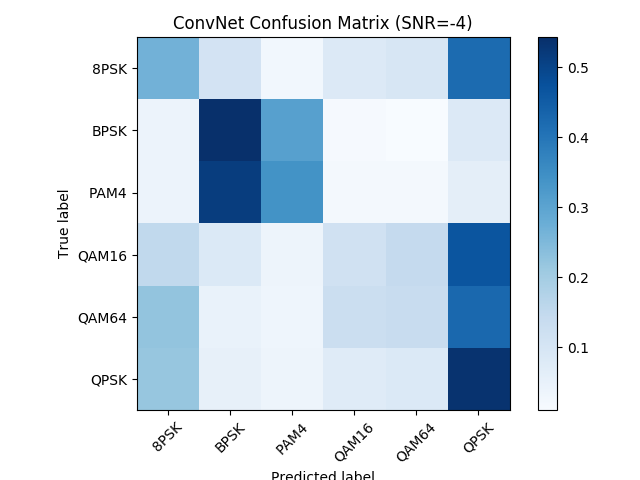 ConvNet Confusion Matrix (SNR=-4)
True label
8PSK
BPSK
PAM4
QAM16
QAM64
QPSK
8PSK
BPSK
PAM4
QAM16
QAM64
QPSK
Predicted label
0.5
0.4
0.3
0.2
0.1